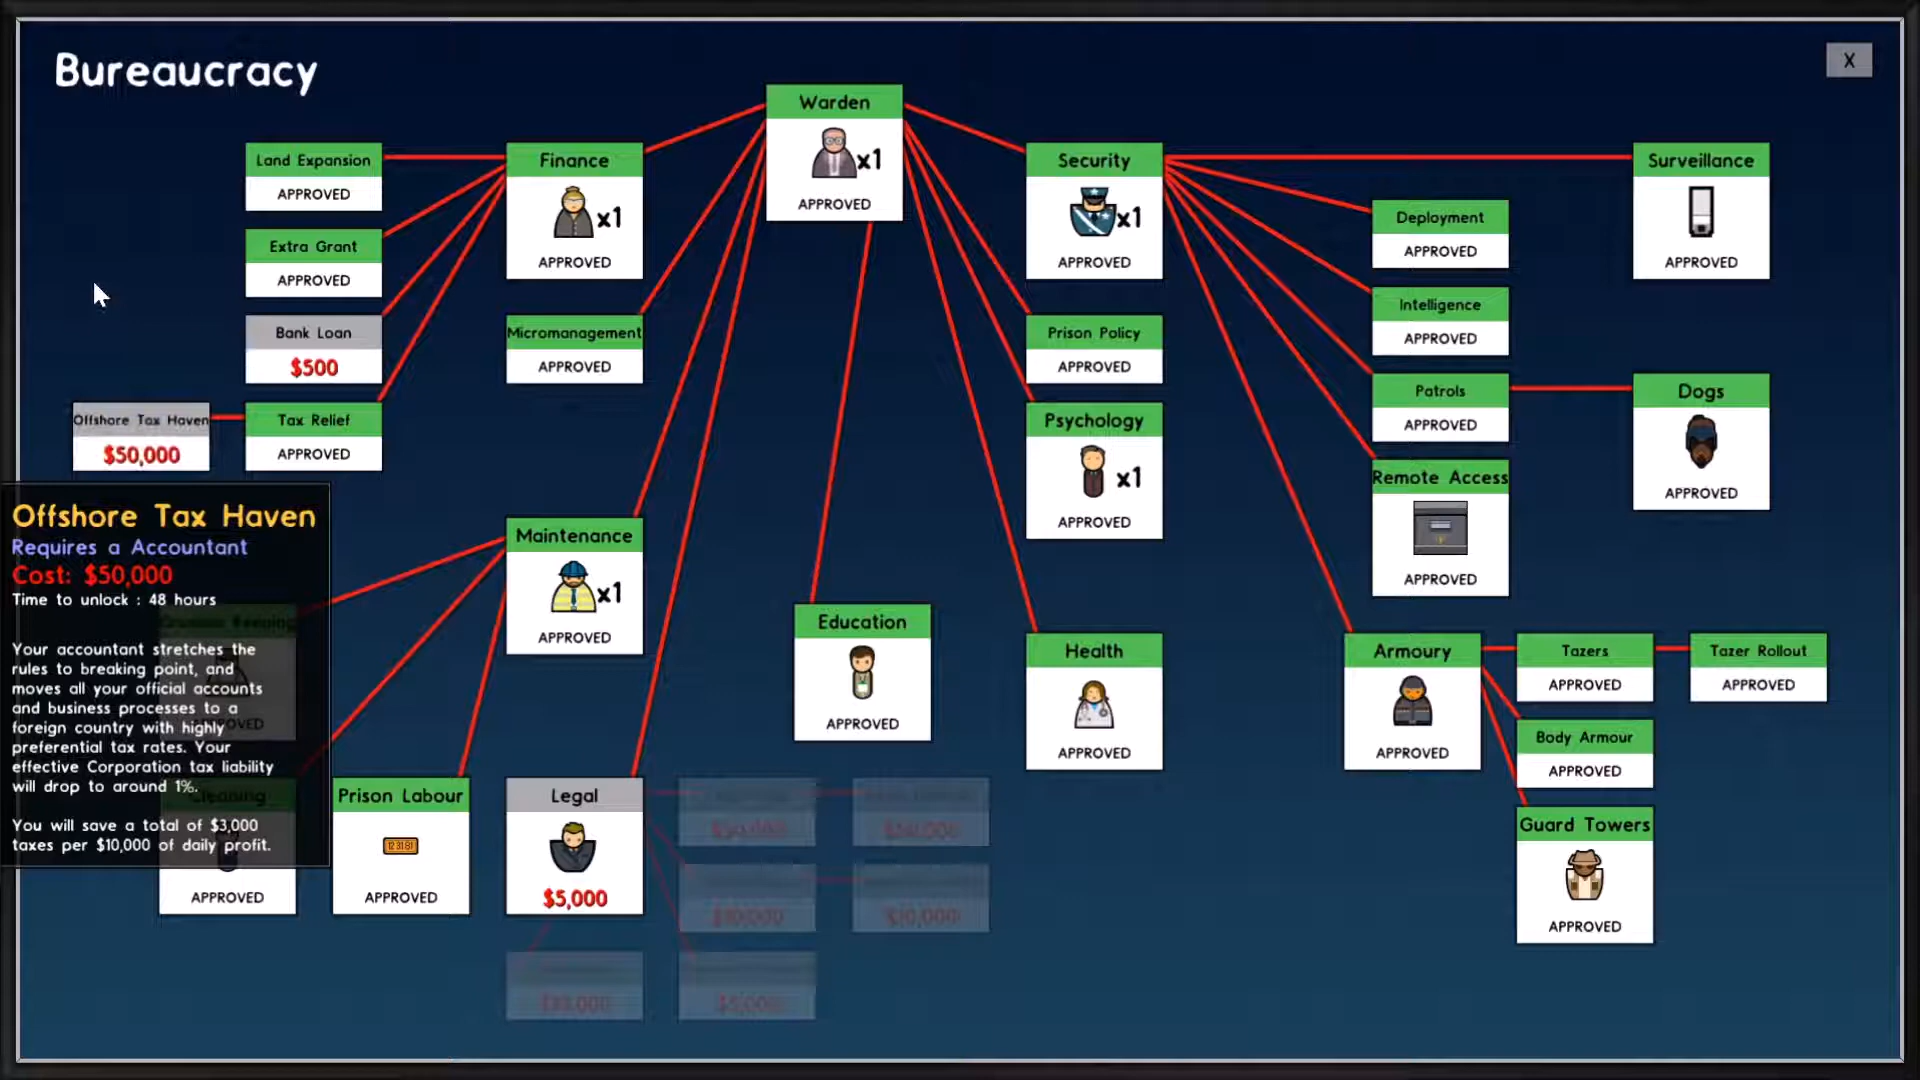 Bureaucracy
X
Warden
x1
APPROVED
Land Expansion
APPROVED
Finance
x1
APPROVED
Security
x1
APPROVED
Surveillance
APPROVED
Extra Grant
APPROVED
Deployment
APPROVED
Intelligence
APPROVED
Bank Loan
$500
Micromanagement
APPROVED
Prison Policy
APPROVED
Patrols
APPROVED
Dogs
APPROVED
Offshore Tax Haven
$50,000
Tax Relief
APPROVED
Psychology
x1
APPROVED
Remote Access
APPROVED
Offshore Tax Haven
Requires a Accountant
Cost: $50,000
Time to unlock : 48 hours
Your accountant stretches the
rules to breaking point, and
moves all your official accounts
and business processes to a
foreign country with highly
preferential tax rates. Your
effective Corporation tax liability
will drop to around 1%.
You will save a total of $3,000
taxes per $10,000 of daily profit.
Maintenance
x1
APPROVED
Education
APPROVED
Health
APPROVED
Armoury
APPROVED
Tazers
APPROVED
Tazer Rollout
APPROVED
Body Armour
APPROVED
Guard Towers
APPROVED
Cleaning
APPROVED
Prison Labour
APPROVED
Legal
$5,000
$10,000